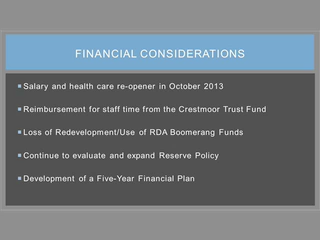 FINANCIAL CONSIDERATIONS
Salary and health care re-opener in October 2013
Reimbursement for staff time from the Crestmoor Trust Fund
Loss of Redevelopment/Use of RDA Boomerang Funds
Continue to evaluate and expand Reserve Policy
Development of a Five-Year Financial Plan